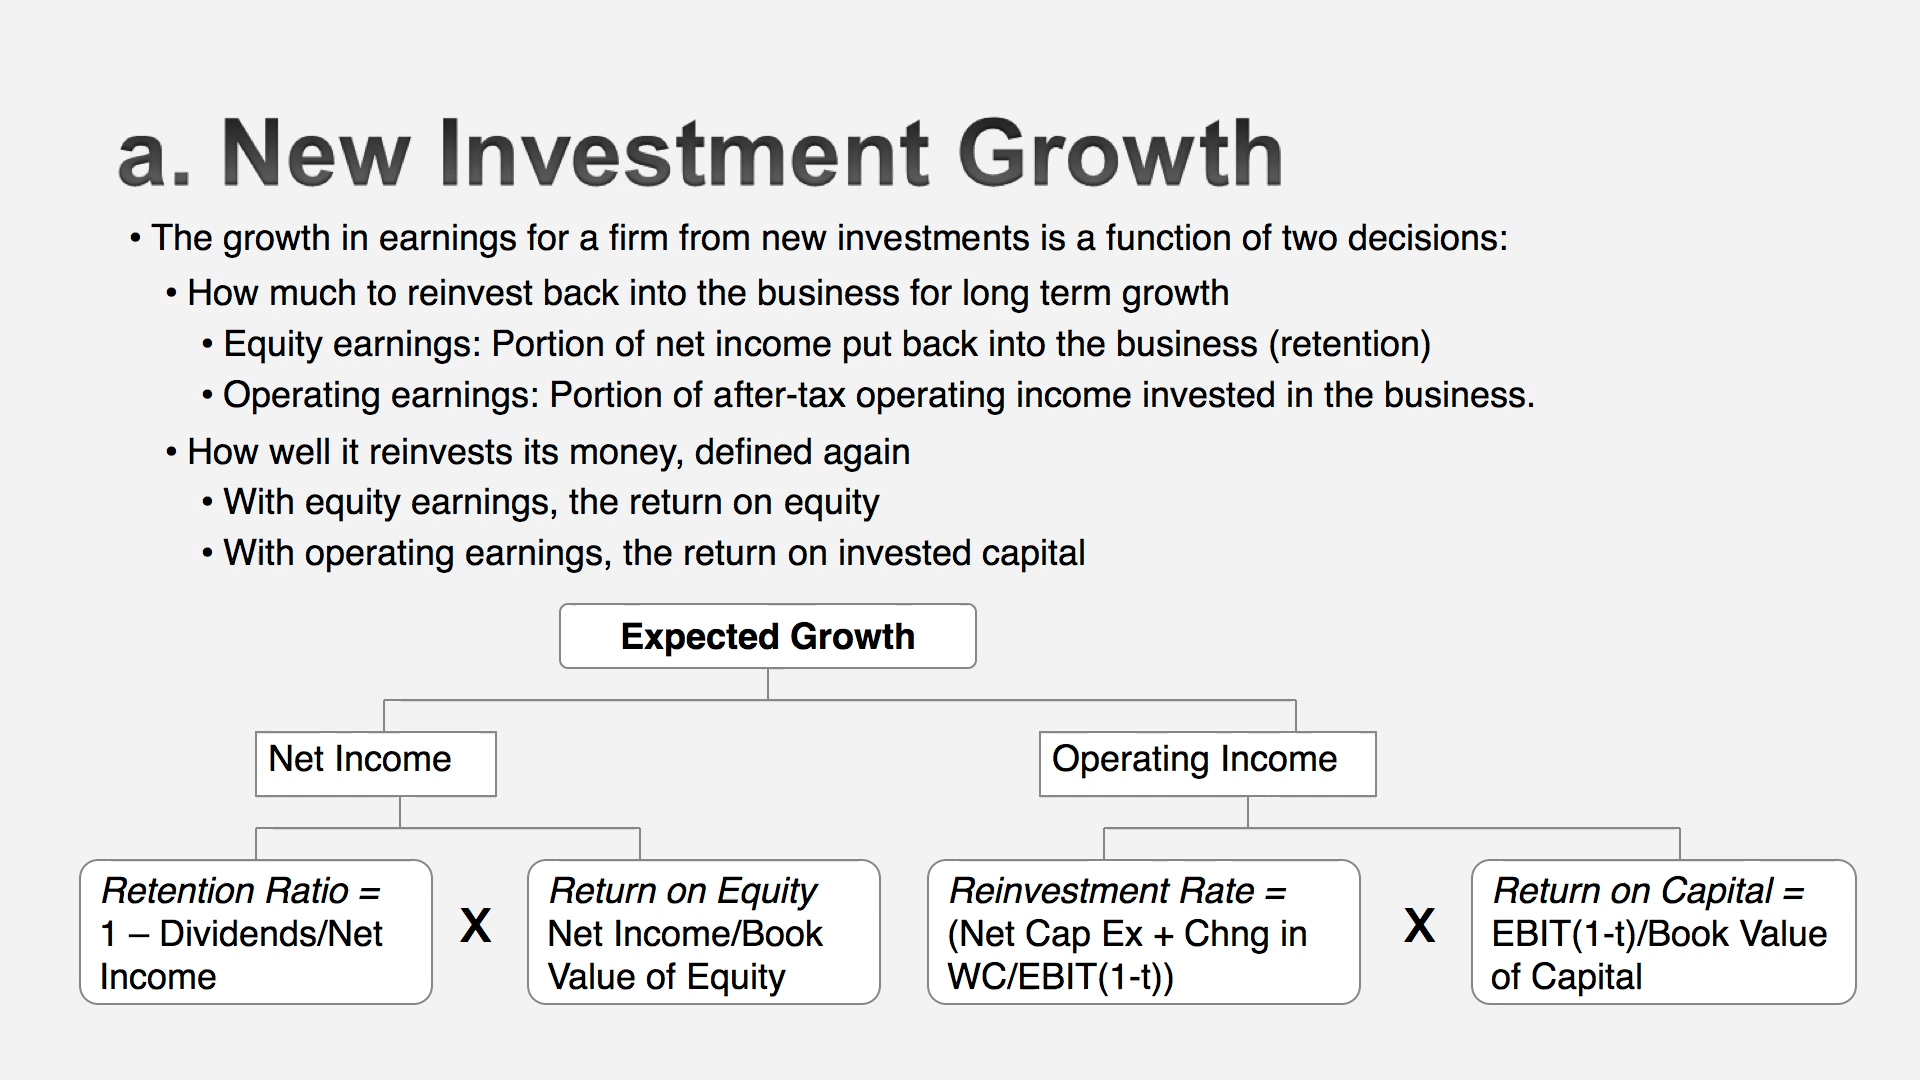 a. New Investment Growth
• The growth in earnings for a firm from new investments is a function of two decisions:
• How much to reinvest back into the business for long term growth
• Equity earnings: Portion of net income put back into the business (retention)
• Operating earnings: Portion of after-tax operating income invested in the business.
• How well it reinvests its money, defined again
• With equity earnings, the return on equity
• With operating earnings, the return on invested capital
Expected Growth
Net Income
Operating Income
Retention Ratio =
1 – Dividends/Net
Income
X
Return on Equity
Net Income/Book
Value of Equity
Reinvestment Rate =
(Net Cap Ex + Chng in
WC/EBIT(1-t))
X
Return on Capital =
EBIT(1-t)/Book Value
of Capital